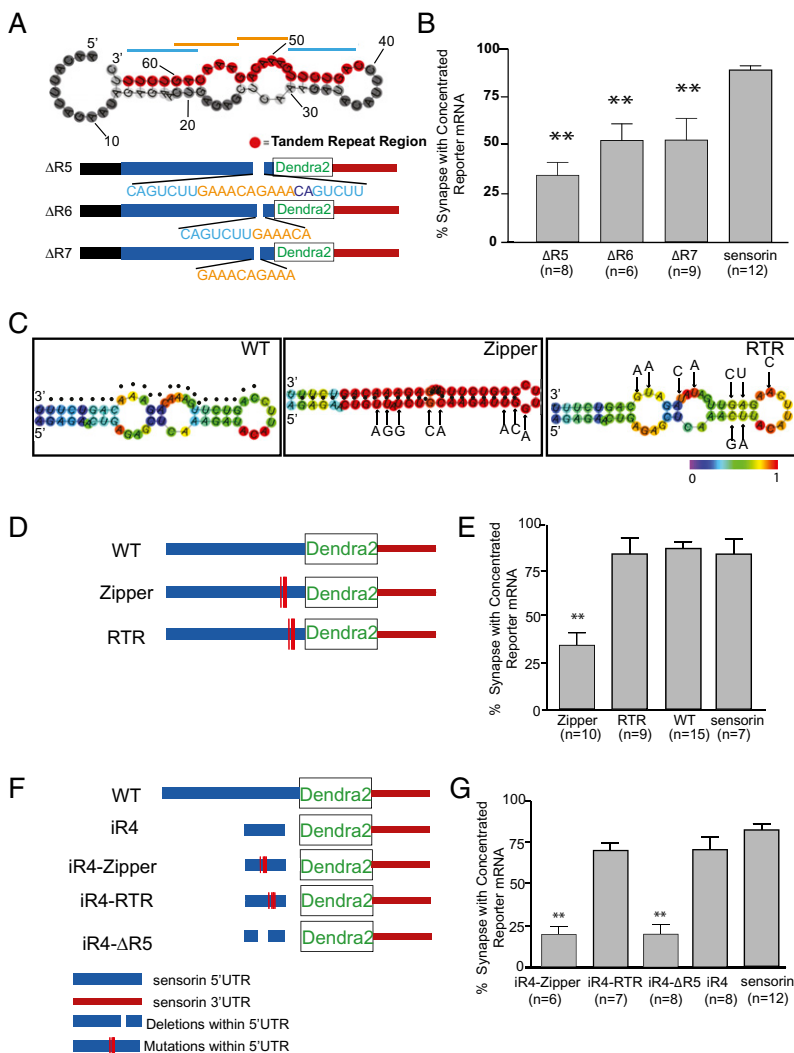 A
5'
3'
50
40
60
20
30
10
= Tandem Repeat Region
ΔR5
Dendra2
CAGUCUUGAAACAGAAACAGUCUU
ΔR6
Dendra2
CAGUCUUGAAACA
ΔR7
Dendra2
GAAACAGAAA
B
% Synapse with Concentrated
Reporter mRNA
100
75
50
25
0
**
**
**
ΔR5
(n=8)
ΔR6
(n=6)
ΔR7
(n=9)
sensorin
(n=12)
C
WT
3'
5'
Zipper
3'
5'
A G G
C A
A C A
RTR
A A
C A
C U
C
3'
5'
G A
0
1
D
WT
Dendra2
Zipper
Dendra2
RTR
Dendra2
E
% Synapse with Concentrated
Reporter mRNA
100
75
50
25
0
**
Zipper
(n=10)
RTR
(n=9)
WT
(n=15)
sensorin
(n=7)
F
WT
Dendra2
iR4
Dendra2
iR4-Zipper
Dendra2
iR4-RTR
Dendra2
iR4-ΔR5
Dendra2
sensorin 5'UTR
sensorin 3'UTR
Deletions within 5'UTR
Mutations within 5'UTR
G
% Synapse with Concentrated
Reporter mRNA
100
75
50
25
0
**
**
iR4-Zipper
(n=6)
iR4-RTR
(n=7)
iR4-ΔR5
(n=8)
iR4
(n=8)
sensorin
(n=12)